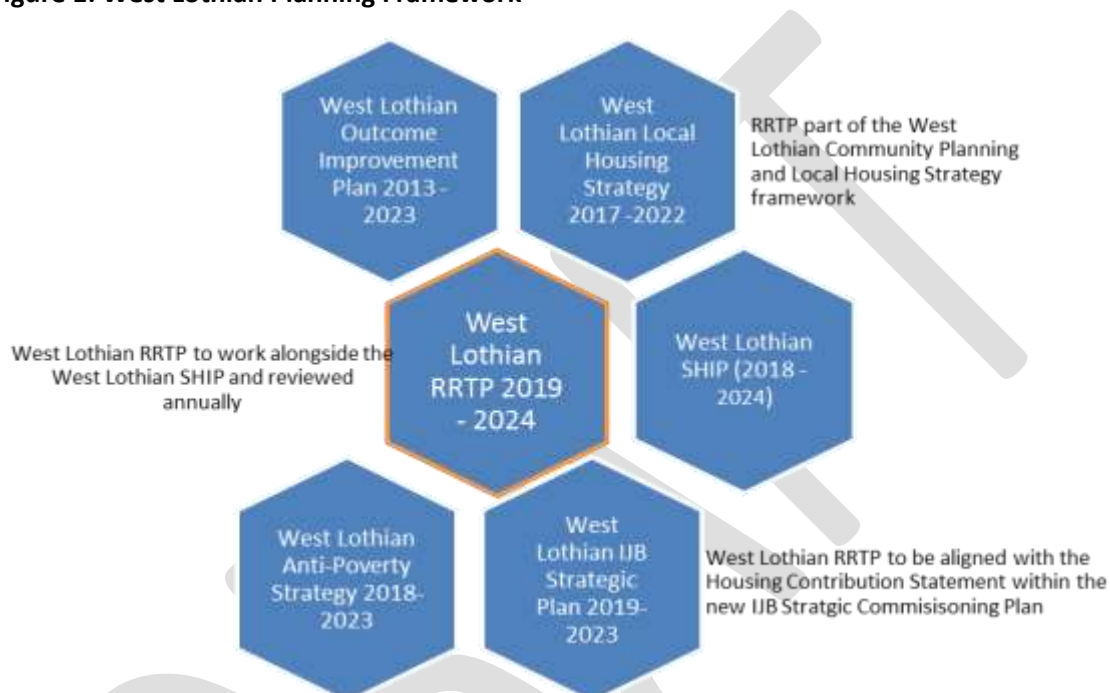 West Lothian
Outcome
Improvement
Plan 2013 -
2023
West
Lothian Local
Housing
Strategy
2017 -2022
RRTP part of the West
Lothian Community Planning
and Local Housing Strategy
framework
West Lothian RRTP to work alongside the
West Lothian SHIP and reviewed
annually
West
Lothian
RRTP 2019
- 2024
West Lothian
SHIP (2018 -
2024)
West Lothian
Anti-Poverty
Strategy 2018-
2023
West
Lothian IJB
Strategic
Plan 2019-
2023
West Lothian RRTP to be aligned with the
Housing Contribution Statement within the
new IJB Stratgic Commisisoning Plan